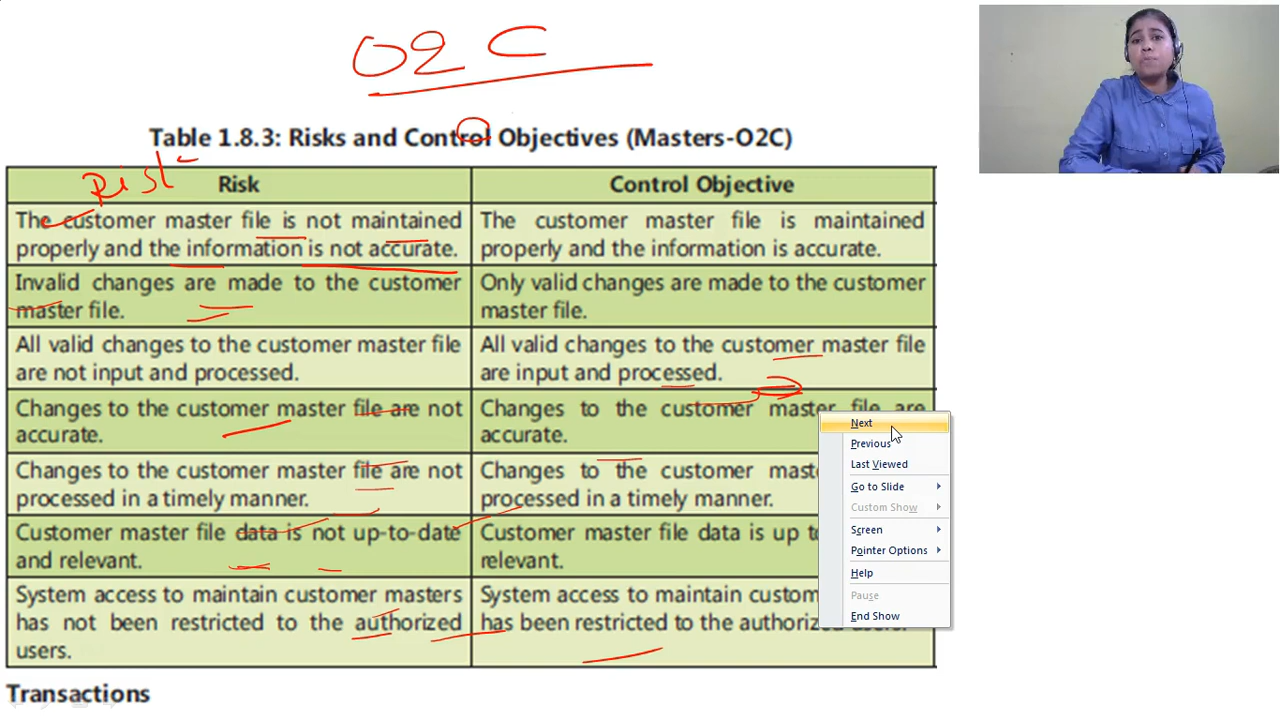 O2 C
Table 1.8.3: Risks and Control Objectives (Masters-O2C)
Risk
Risk
Control Objective
The customer master file is not maintained
properly and the information is not accurate.
The customer master file is maintained
properly and the information is accurate.
Invalid changes are made to the customer
master file.
Only valid changes are made to the customer
master file.
All valid changes to the customer master file
are not input and processed.
All valid changes to the customer master file
are input and processed.
Changes to the customer master file are not
accurate.
Changes to the customer master file are
accurate.
Changes to the customer master file are not
processed in a timely manner.
Changes to the customer
processed in a timely manner.
Customer master file data is not up-to-date
and relevant.
Customer master file data is up
relevant.
System access to maintain customer masters
has not been restricted to the authorized
users.
System access to maintain
has been restricted to the
Next
Previous
Last Viewed
Go to Slide
Custom Show
Screen
Pointer Options
Help
Pause
End Show
Transactions